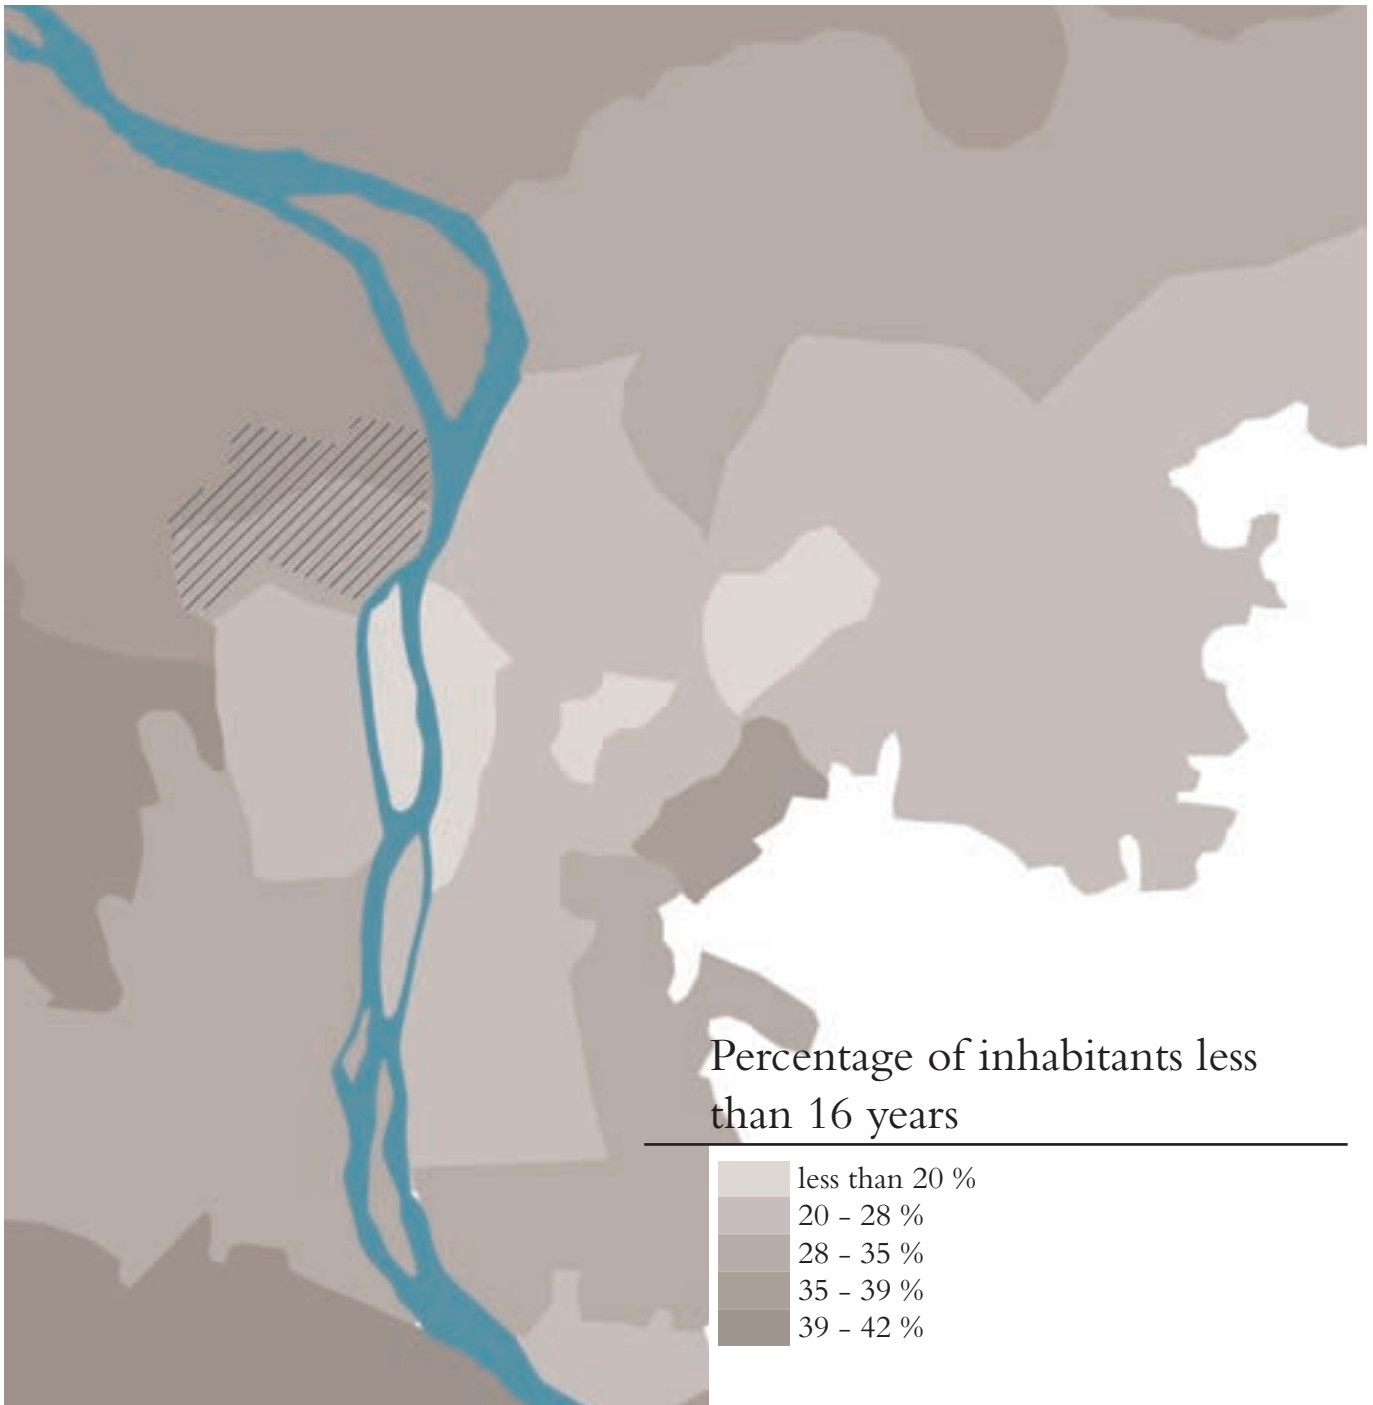 Percentage of inhabitants less
than 16 years
less than 20 %
20 - 28 %
28 - 35 %
35 - 39 %
39 - 42 %